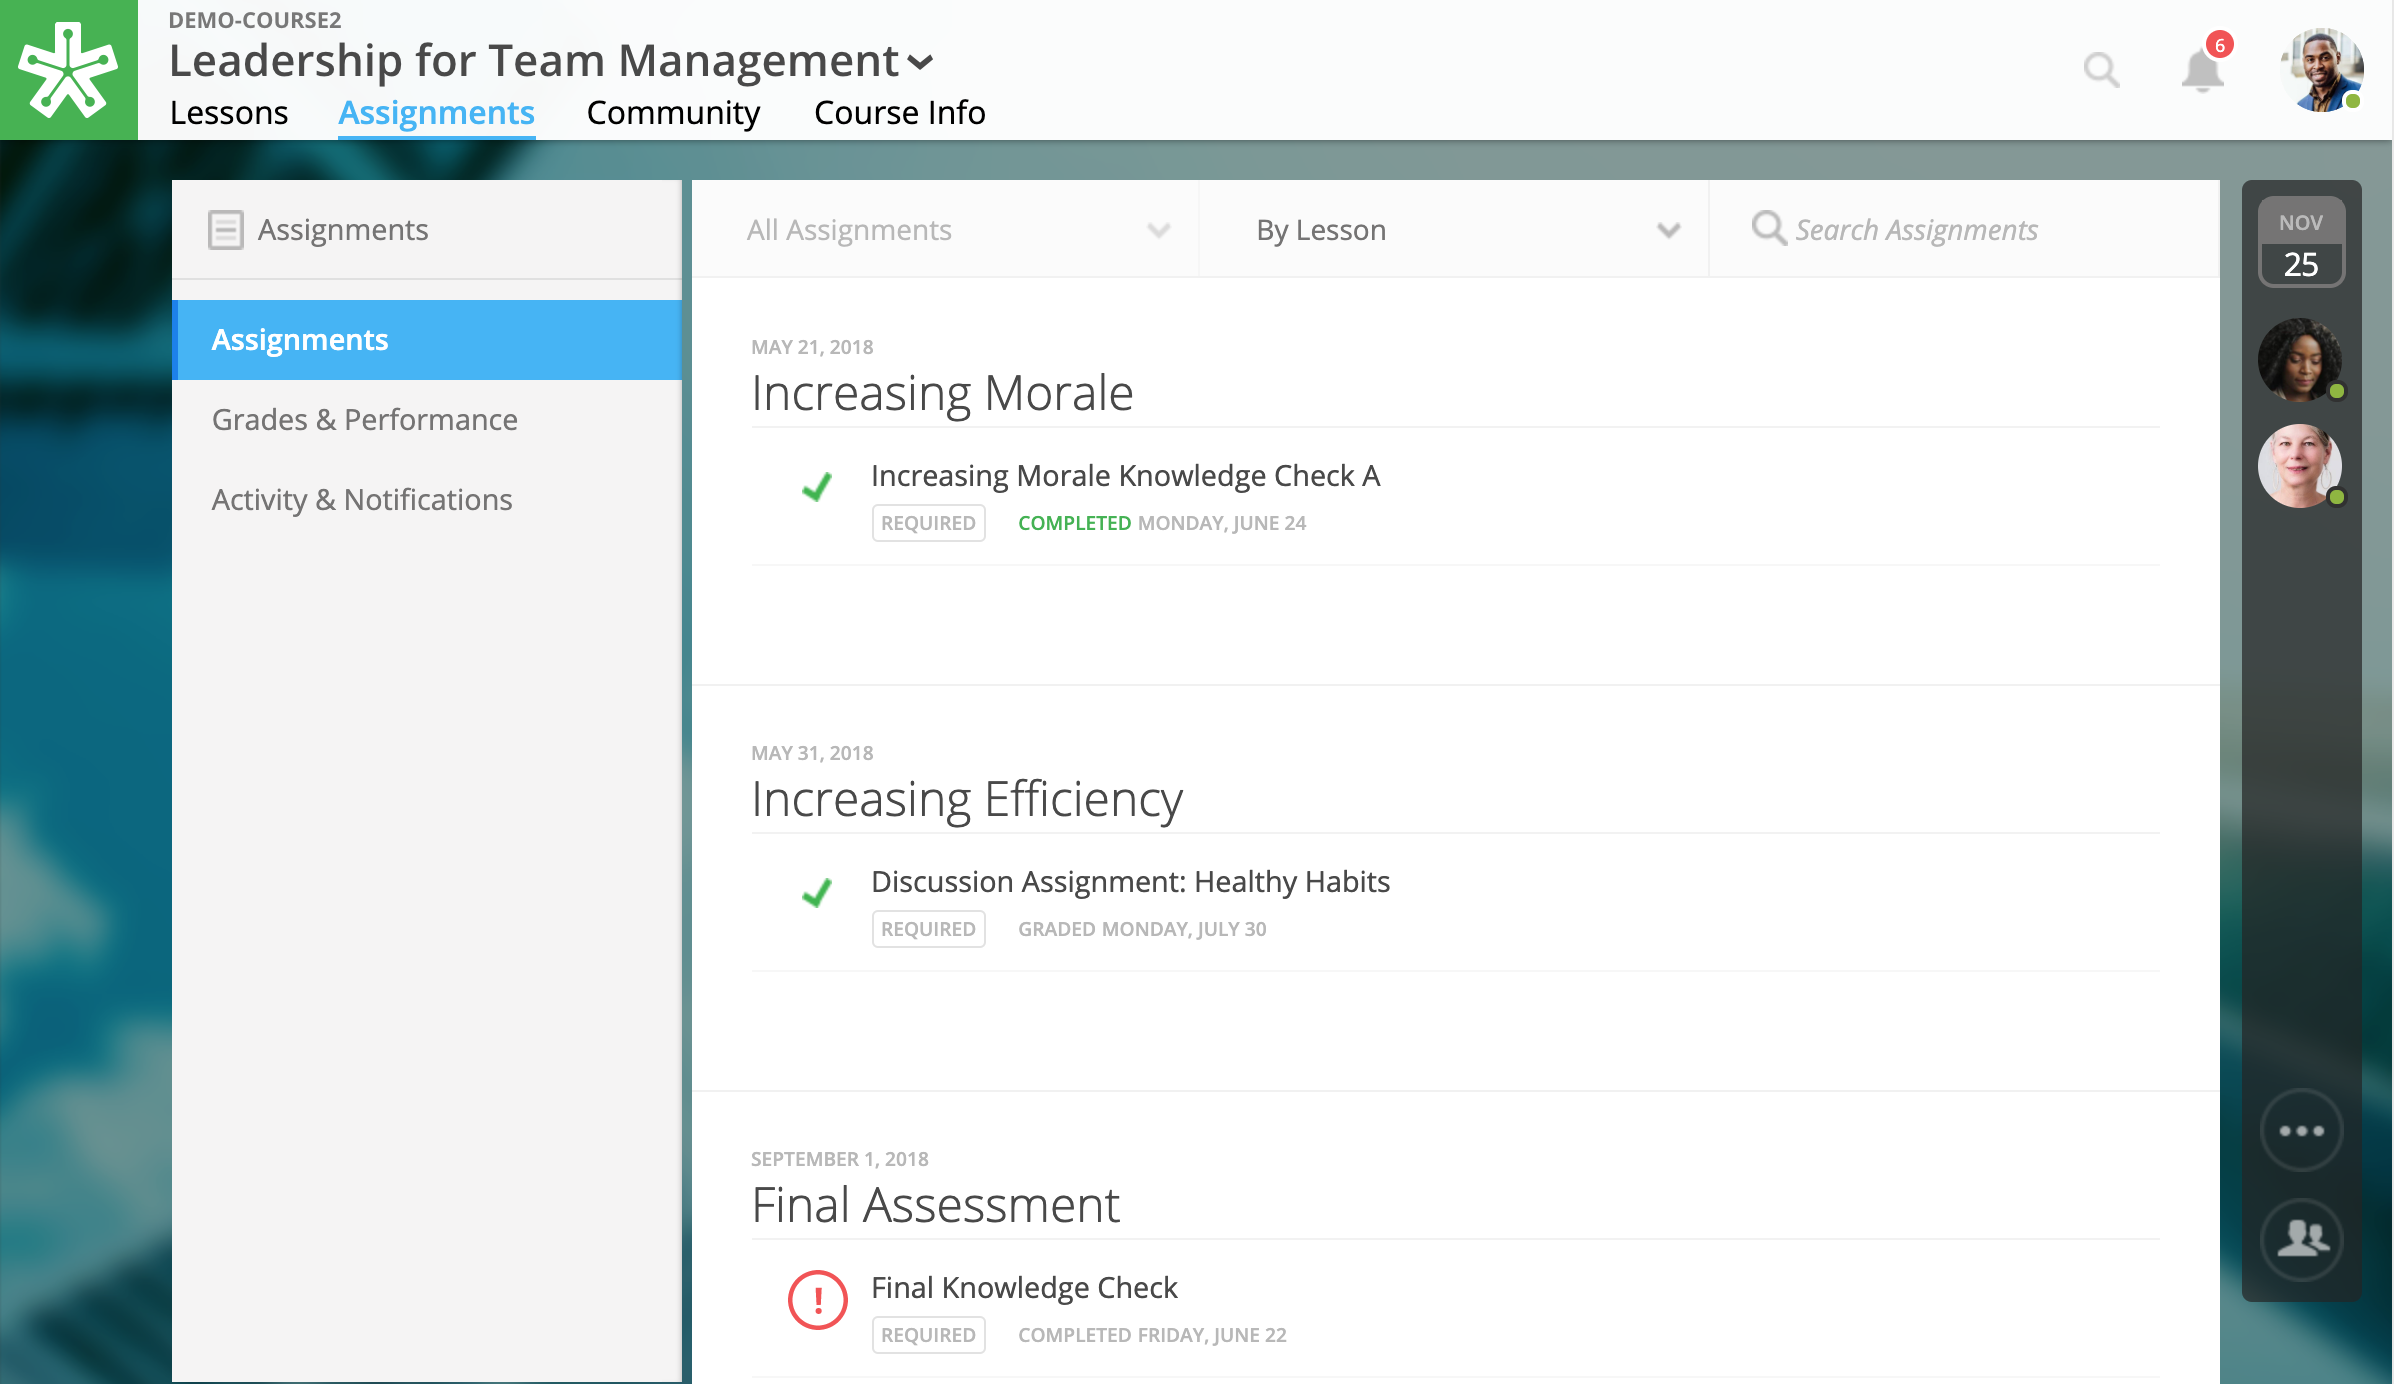 DEMO-COURSE2
Leadership for Team Management
Lessons Assignments Community Course Info
6
Assignments
Assignments
Grades & Performance
Activity & Notifications
All Assignments By Lesson Search Assignments
MAY 21, 2018
Increasing Morale
Increasing Morale Knowledge Check A
REQUIRED COMPLETED MONDAY, JUNE 24
MAY 31, 2018
Increasing Efficiency
Discussion Assignment: Healthy Habits
REQUIRED GRADED MONDAY, JULY 30
SEPTEMBER 1, 2018
Final Assessment
!
Final Knowledge Check
REQUIRED COMPLETED FRIDAY, JUNE 22
NOV
25